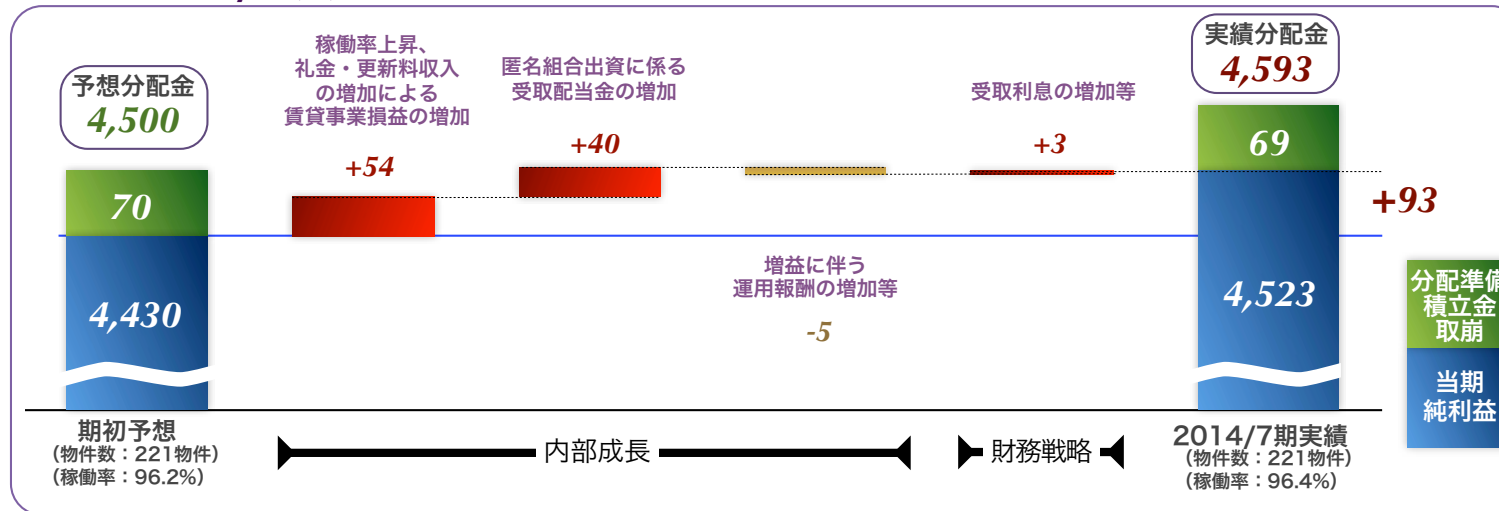 予想分配金
4,500
70
4,430
期初予想
(物件数:221物件)
(稼働率:96.2%)
稼働率上昇、
礼金・更新料収入
の増加による
賃貸事業損益の増加
+54
匿名組合出資に係る
受取配当金の増加
+40
増益に伴う
運用報酬の増加等
-5
受取利息の増加等
+3
内部成長
財務戦略
実績分配金
4,593
69
4,523
2014/7期実績
(物件数:221物件)
(稼働率:96.4%)
+93
分配準備
積立金
取崩
当期
純利益